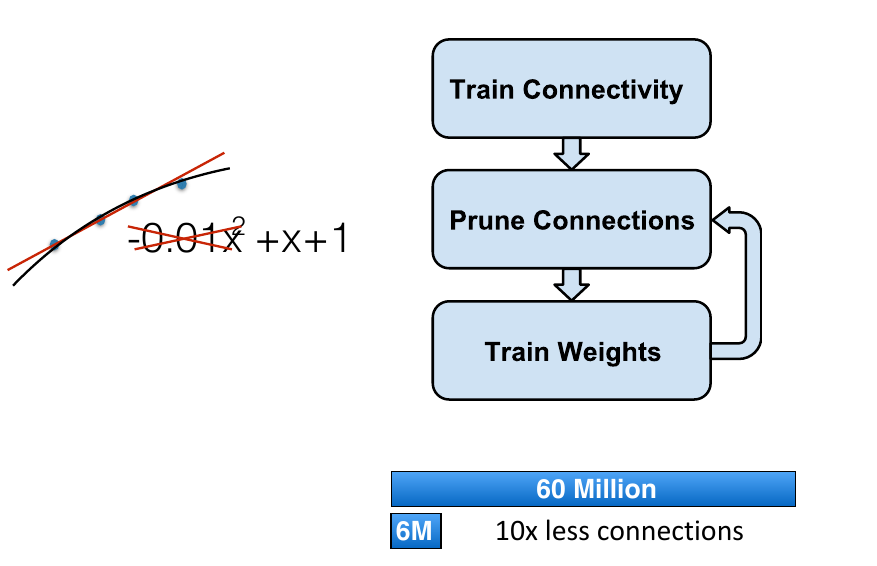 -0.01x² +x+1
Train Connectivity
Prune Connections
Train Weights
60 Million
6M
10x less connections